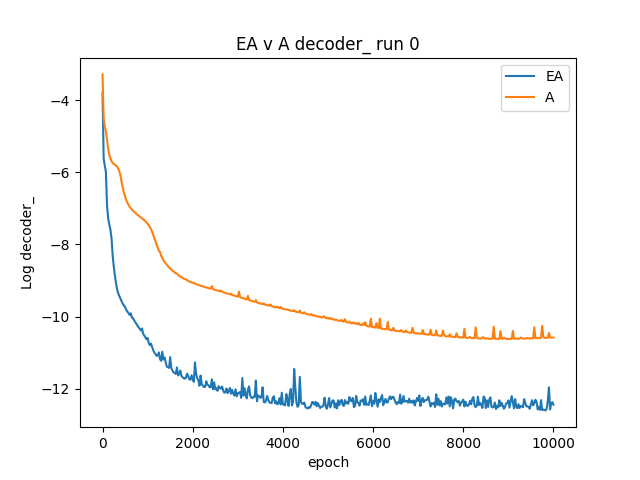 EA v A decoder_ run 0
EA
A
Log decoder_
−4
−6
−8
−10
−12
0
2000
4000
6000
8000
10000
epoch